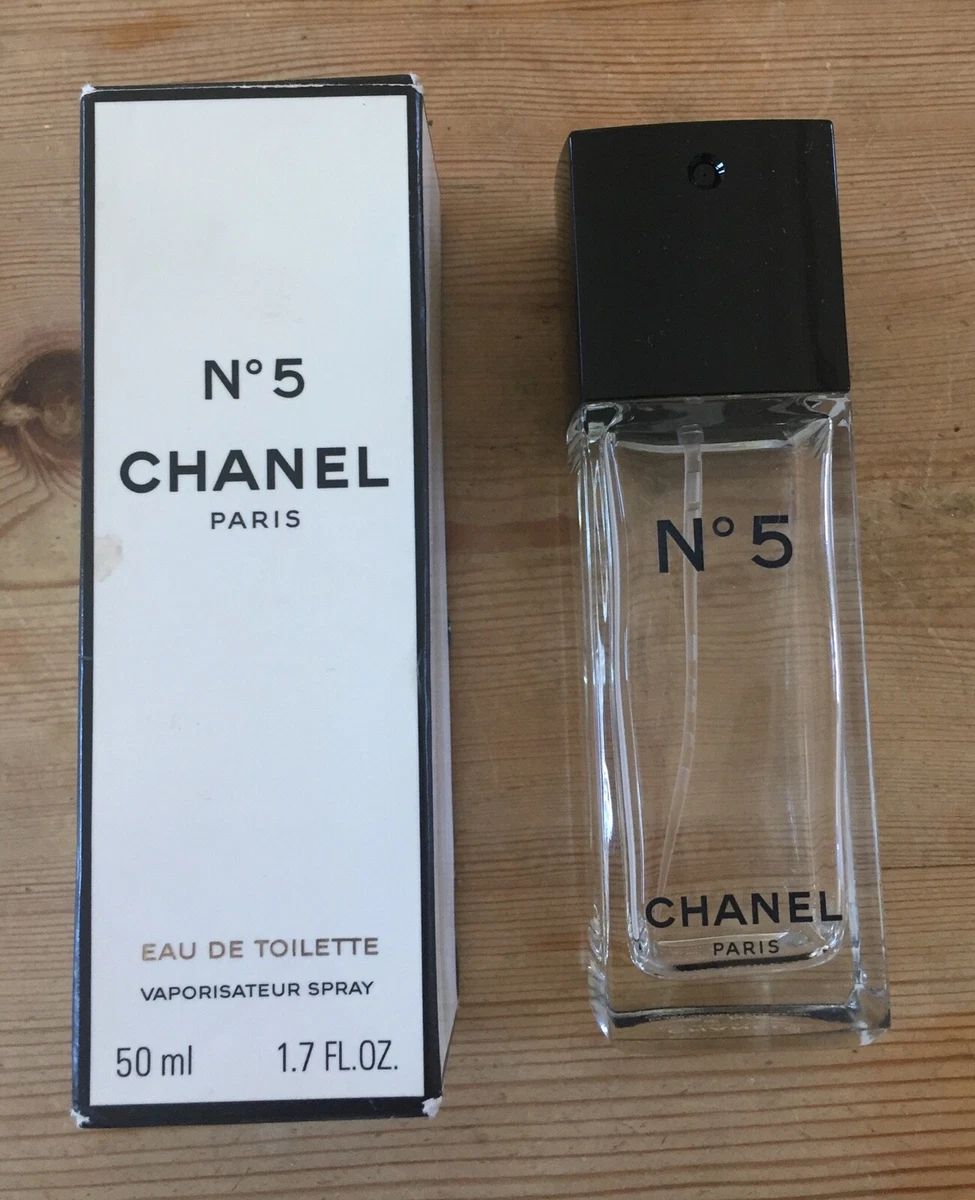 N° 5
CHANEL
PARIS
EAU DE TOILETTE
VAPORISATEUR SPRAY
50 ml 1.7 FL.OZ.
N° 5
CHANEL
PARIS